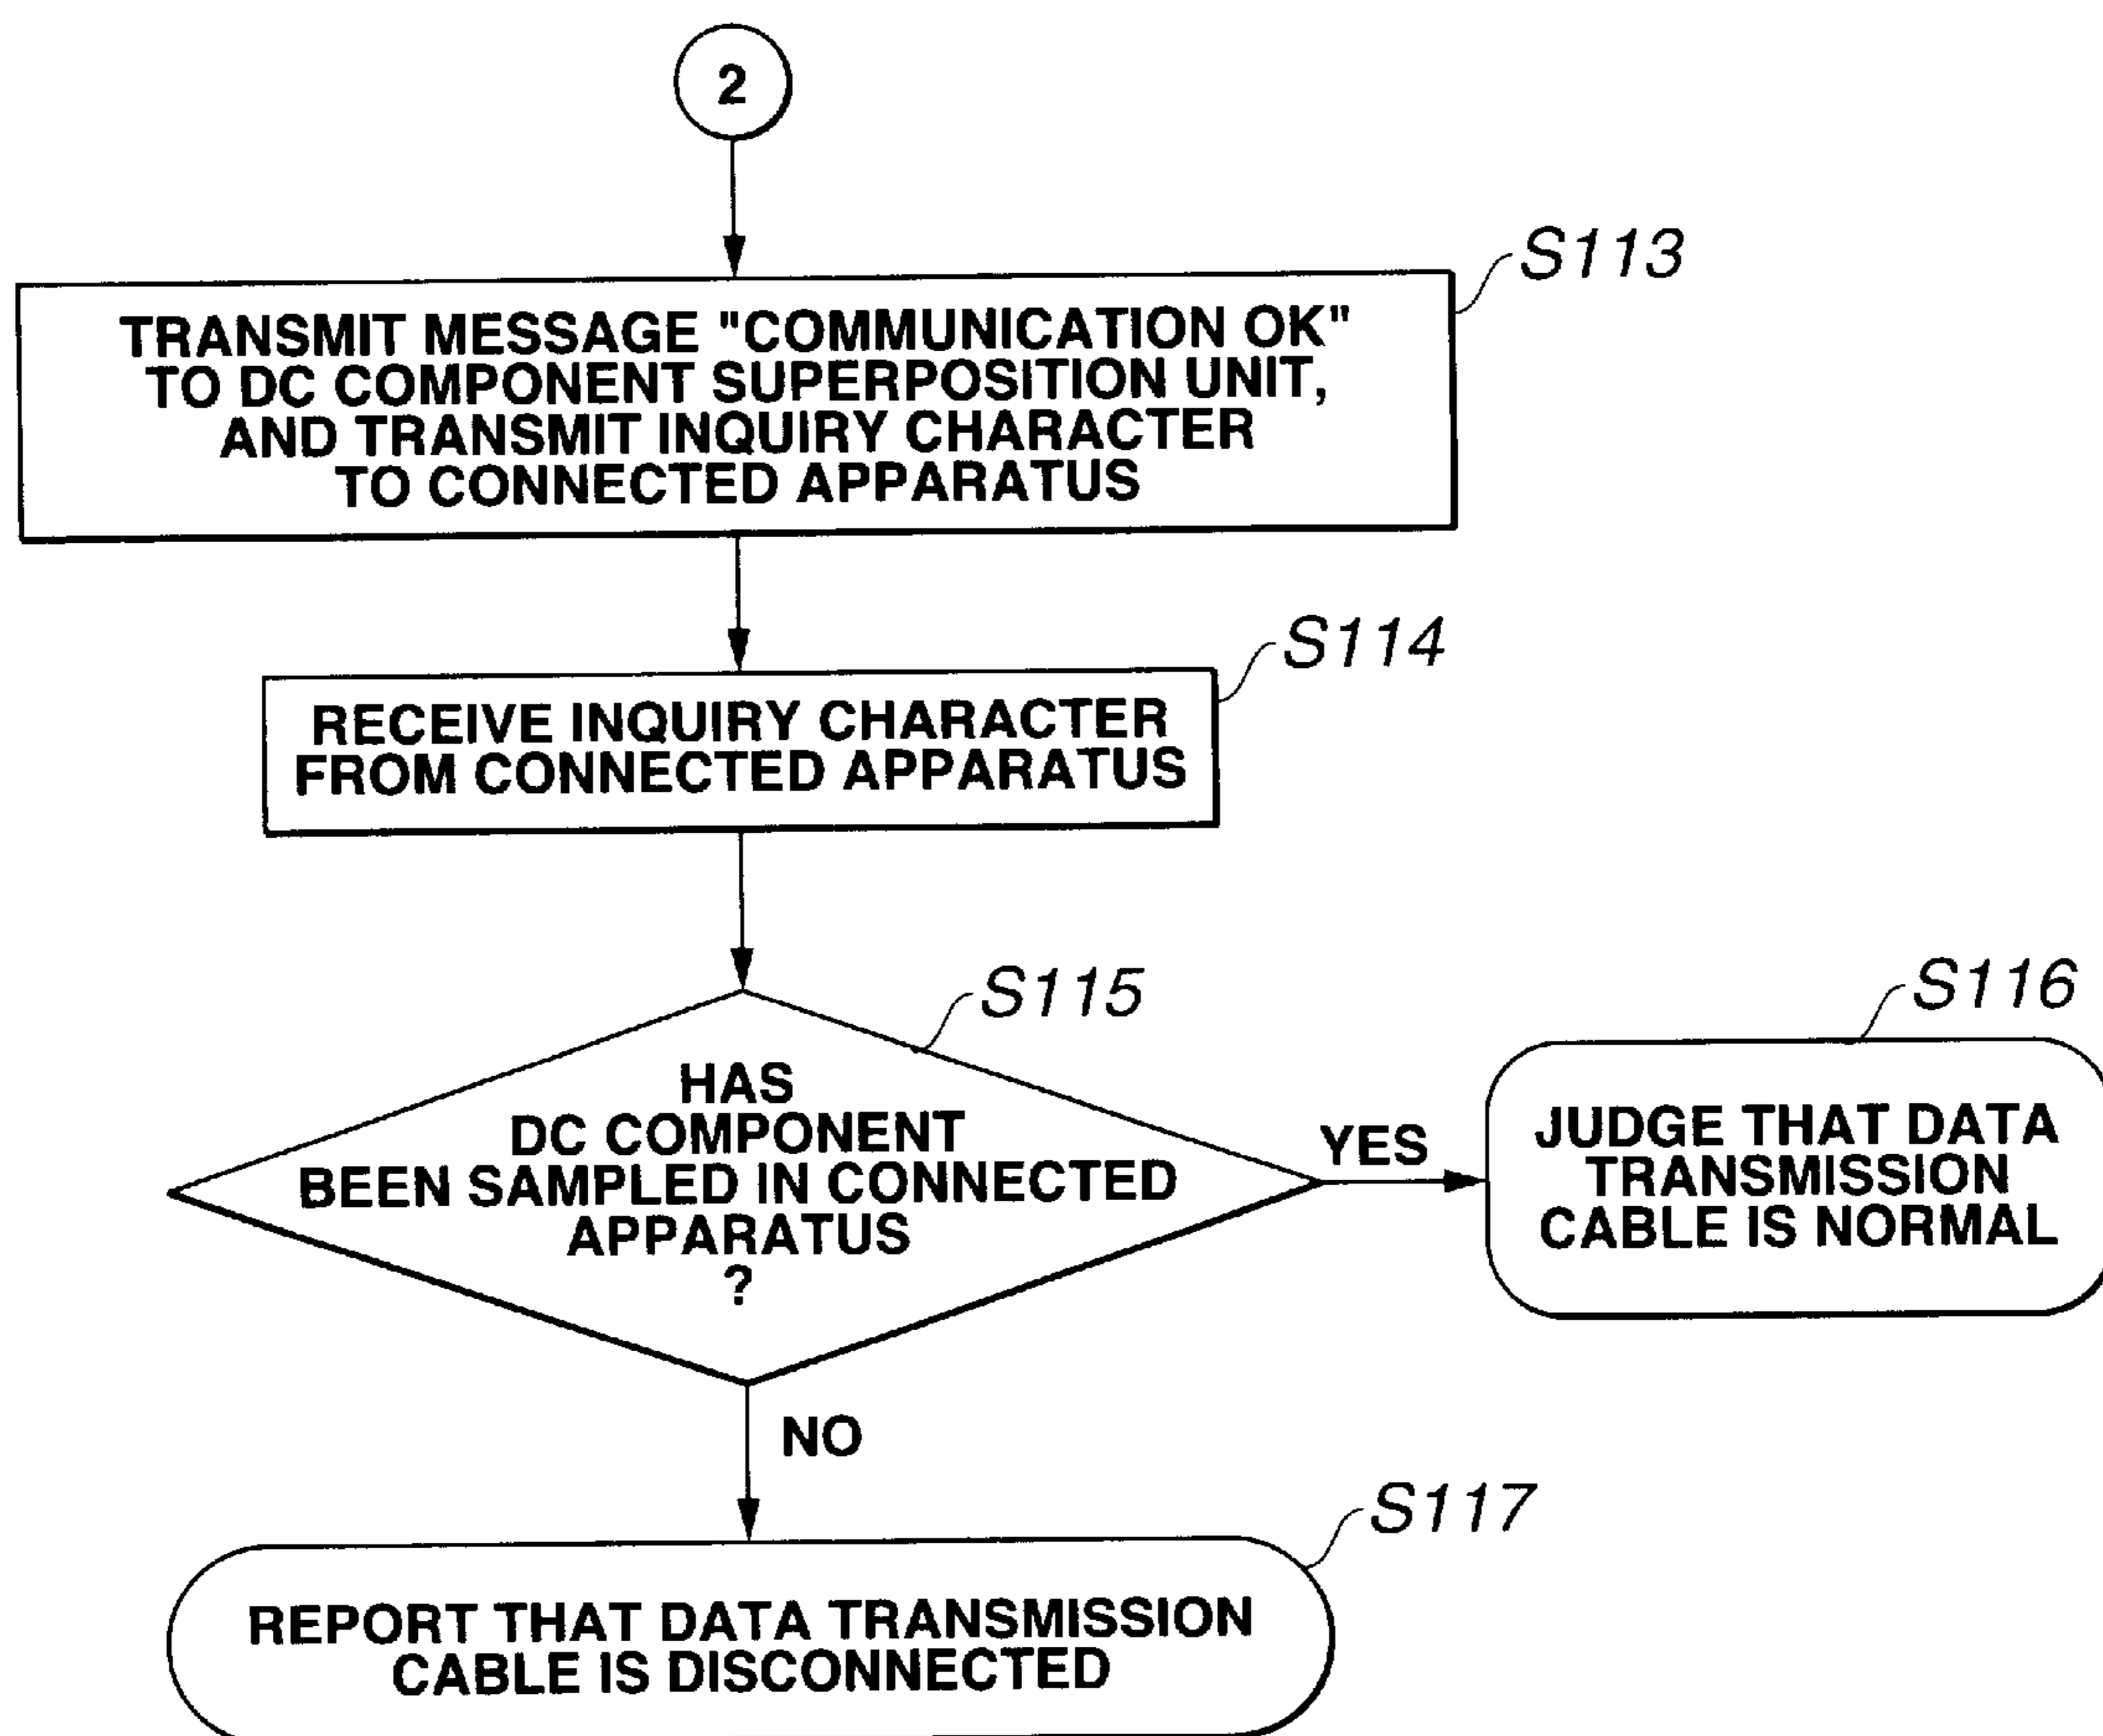 2
S113
TRANSMIT MESSAGE "COMMUNICATION OK"
TO DC COMPONENT SUPERPOSITION UNIT,
AND TRANSMIT INQUIRY CHARACTER
TO CONNECTED APPARATUS
S114
RECEIVE INQUIRY CHARACTER
FROM CONNECTED APPARATUS
S115
HAS
DC COMPONENT
BEEN SAMPLED IN CONNECTED
APPARATUS
?
YES
S116
JUDGE THAT DATA
TRANSMISSION
CABLE IS NORMAL
NO
S117
REPORT THAT DATA TRANSMISSION
CABLE IS DISCONNECTED